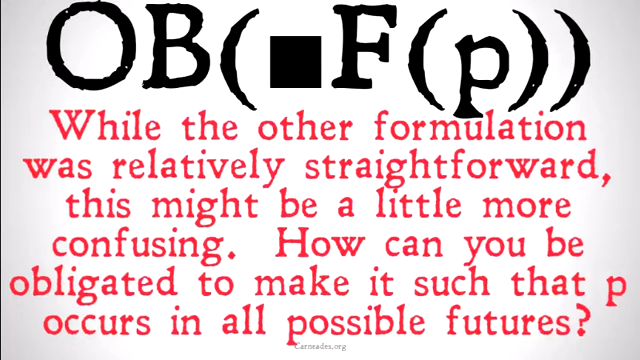 OB(■F(p))
While the other formulation
was relatively straightforward,
this might be a little more
confusing. How can you be
obligated to make it such that p
occurs in all possible futures?
Carneades.org